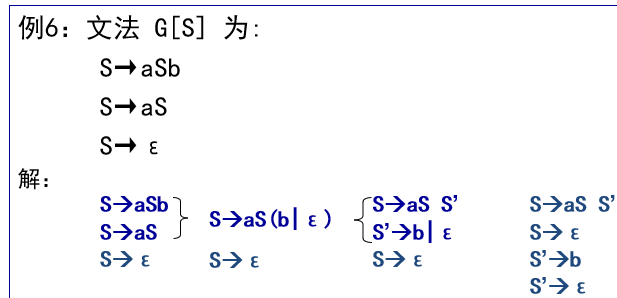 例6: 文法 G[S] 为:
S→aSb
S→aS
S→ ε
解:
S→aSb
S→aS
S→ ε
S→aS(b| ε)
S→ ε
S→aS S’
S’→b| ε
S→ ε
S→aS S’
S→ ε
S’→b
S’→ ε